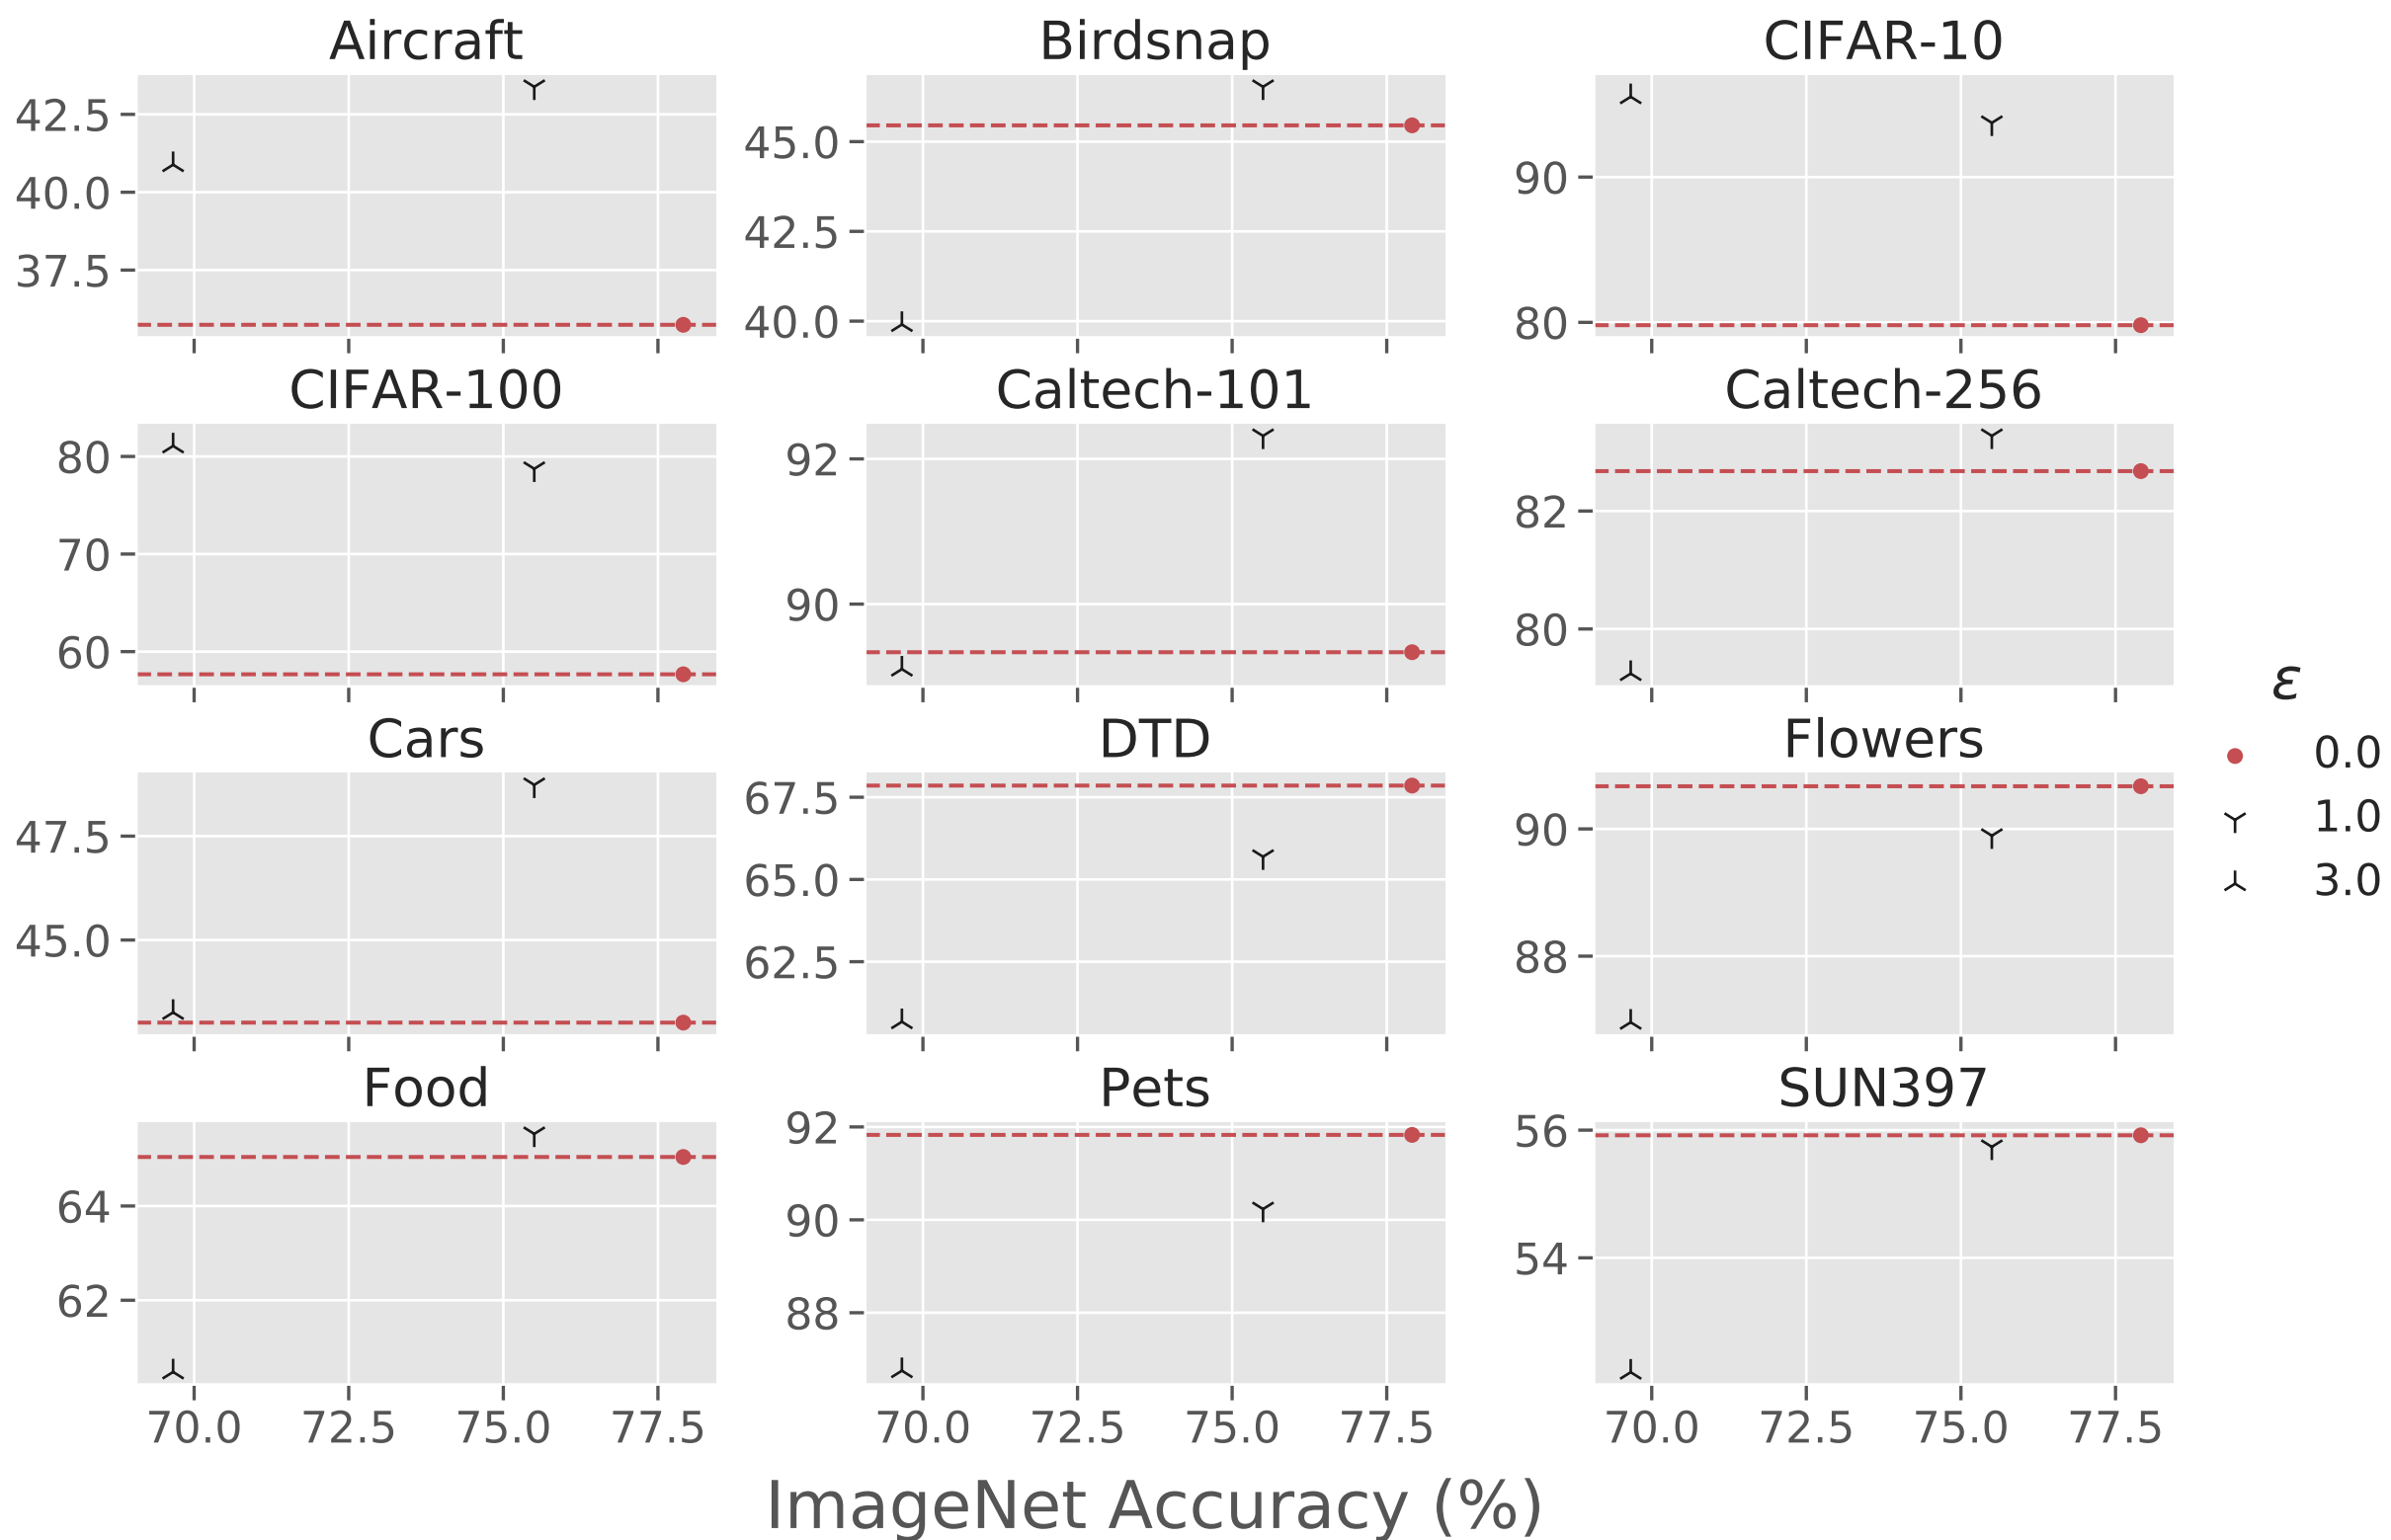 Aircraft
Birdsnap
CIFAR-10
42.5
40.0
37.5
45.0
42.5
40.0
90
80
CIFAR-100
Caltech-101
Caltech-256
80
70
60
92
90
82
80
Cars
DTD
Flowers
47.5
45.0
67.5
65.0
62.5
90
88
Food
Pets
SUN397
64
62
92
90
88
56
54
70.0 72.5 75.0 77.5
70.0 72.5 75.0 77.5
70.0 72.5 75.0 77.5
ImageNet Accuracy (%)
ε
0.0
1.0
3.0